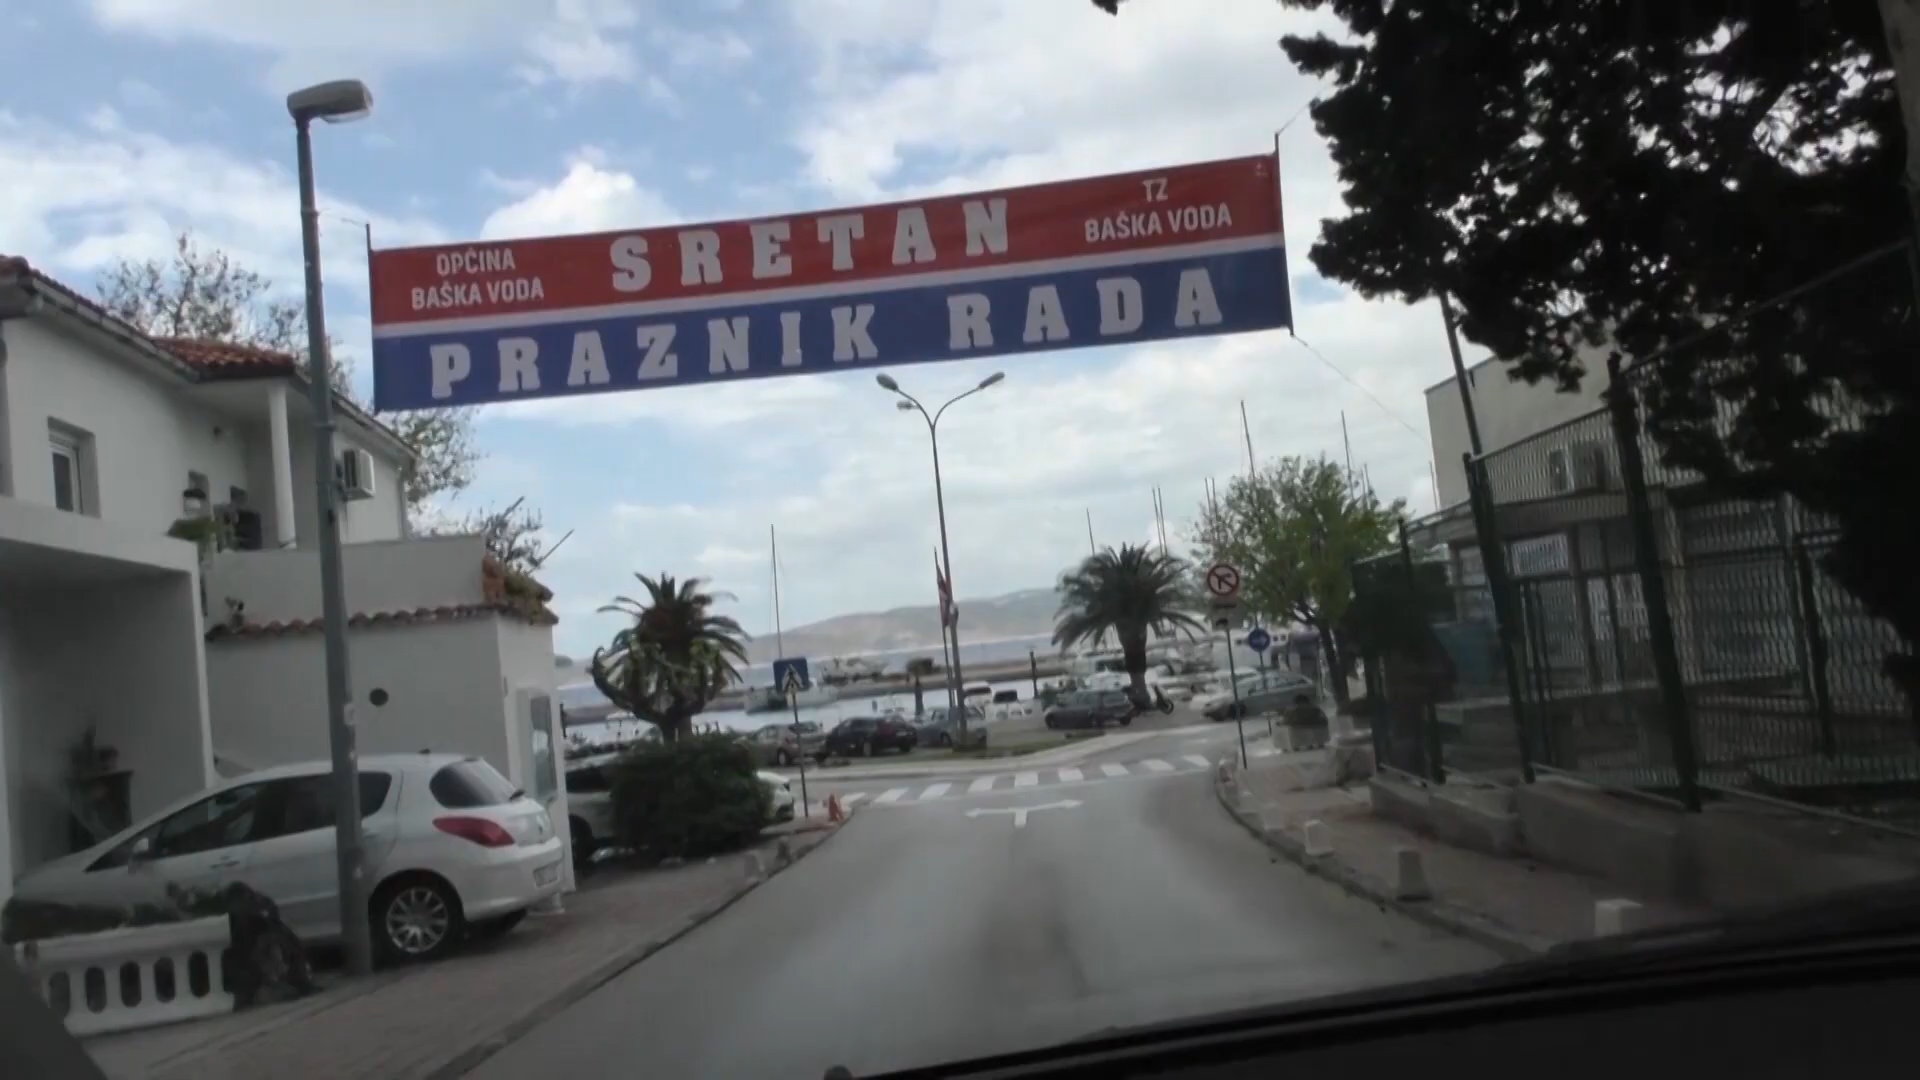 OPĆINA
BAŠKA VODA
SRETAN
TZ
BAŠKA VODA
PRAZNIK RADA